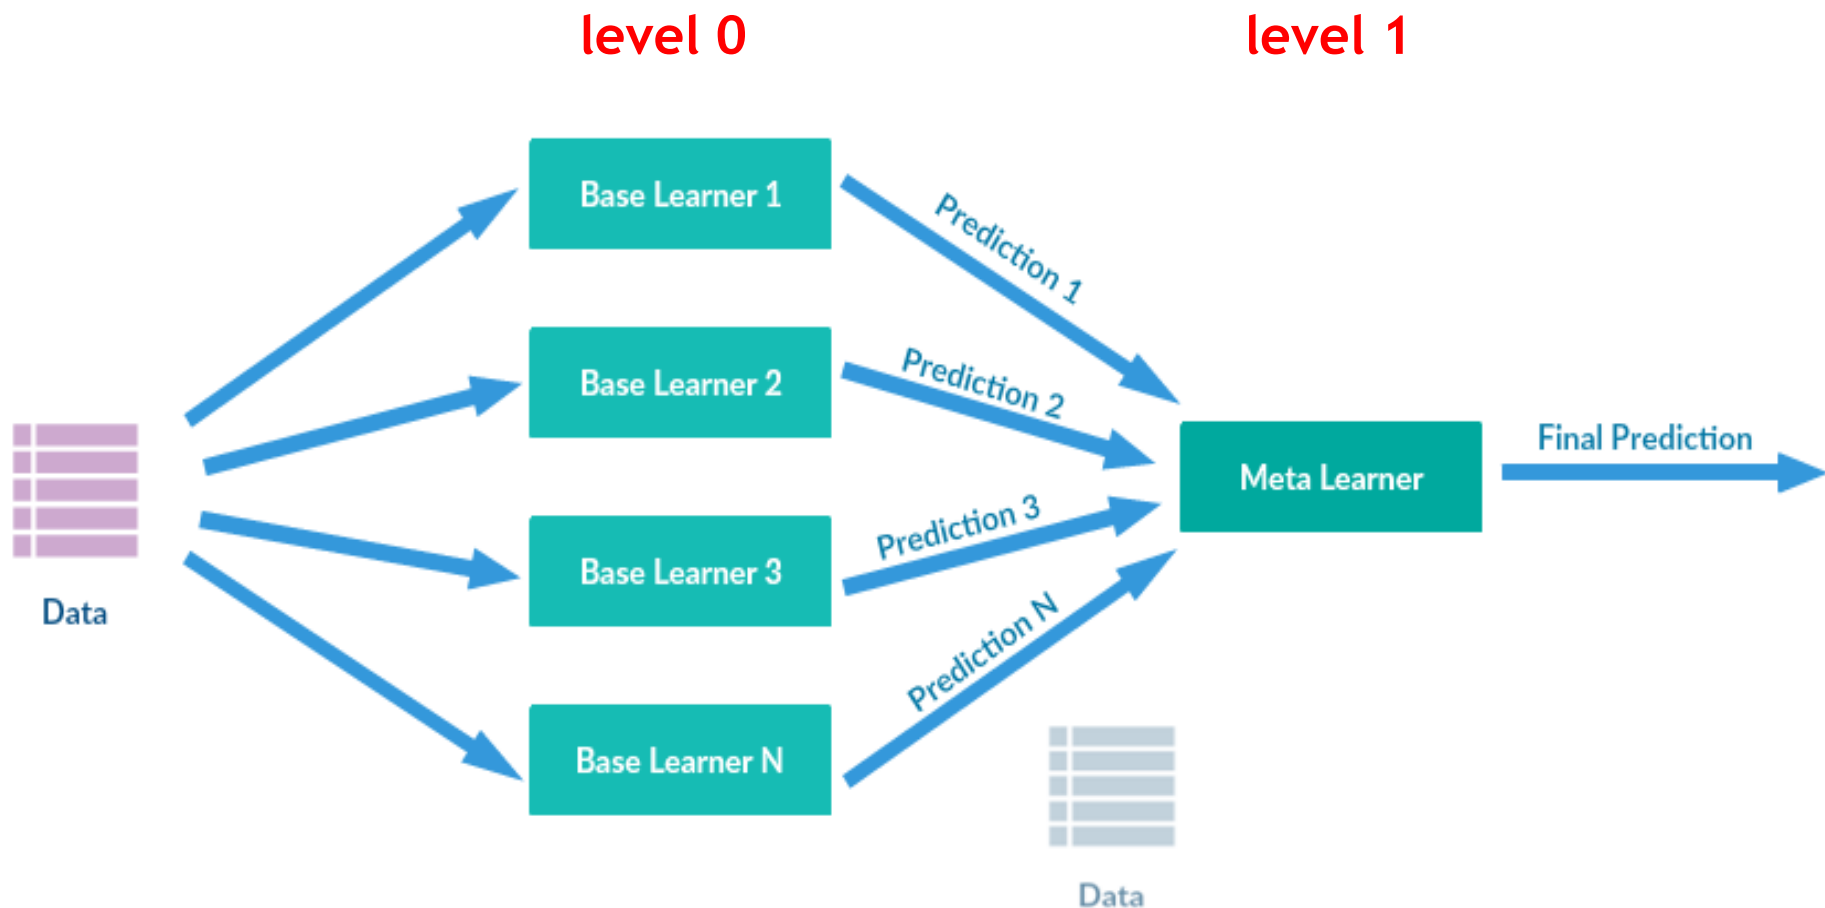 level 0
level 1
Base Learner 1
Prediction 1
Base Learner 2
Prediction 2
Final Prediction
Meta Learner
Base Learner 3
Prediction 3
Data
Prediction N
Base Learner N
Data